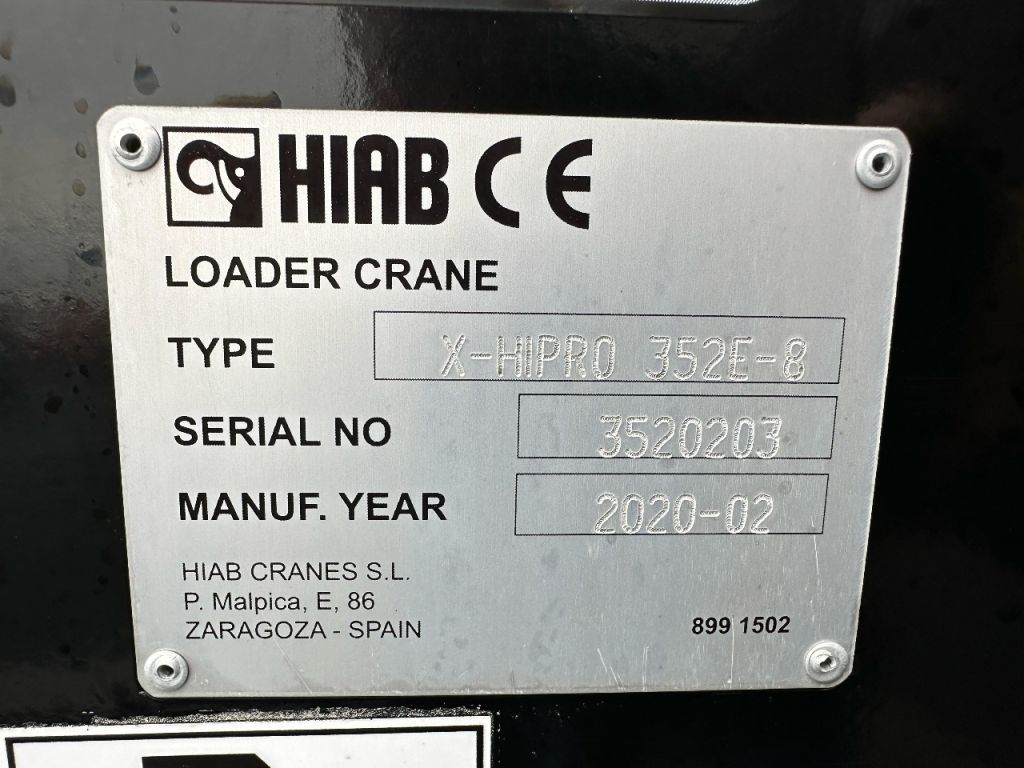 HIAB CE
LOADER CRANE
TYPE X-HIPRO 352E-8
SERIAL NO 3520203
MANUF. YEAR 2020-02
HIAB CRANES S.L.
P. Malpica, E, 86
ZARAGOZA - SPAIN
899 1502